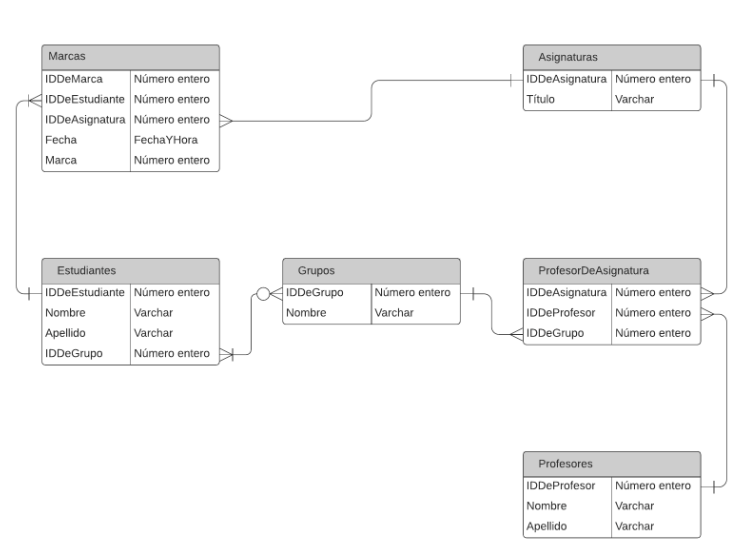 Marcas
IDDeMarca Número entero
IDDeEstudiante Número entero
IDDeAsignatura Número entero
Fecha FechaYHora
Marca Número entero
Asignaturas
IDDeAsignatura Número entero
Título Varchar
Estudiantes
IDDeEstudiante Número entero
Nombre Varchar
Apellido Varchar
IDDeGrupo Número entero
Grupos
IDDeGrupo Número entero
Nombre Varchar
ProfesorDeAsignatura
IDDeAsignatura Número entero
IDDeProfesor Número entero
IDDeGrupo Número entero
Profesores
IDDeProfesor Número entero
Nombre Varchar
Apellido Varchar